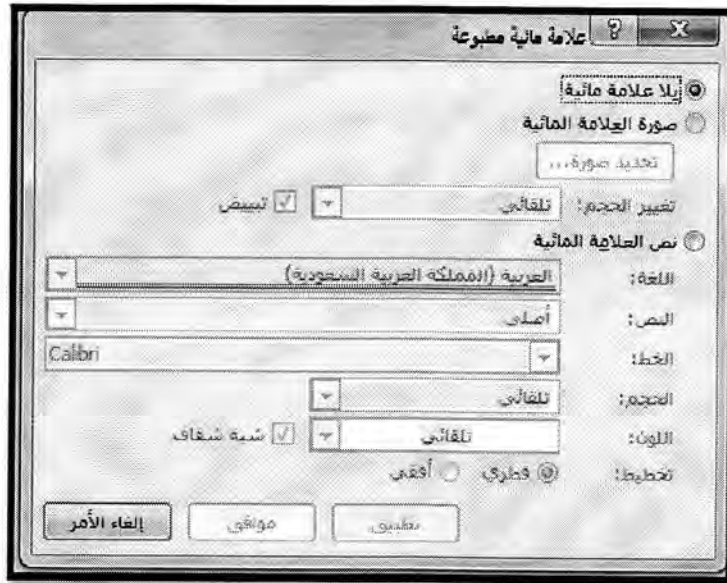 علامة مائية مطبوعة
بلا علامة مائية
صورة العلامة المائية
تحديد صورة...
تغيير الحجم: تلقائي تبييض
نص العلامة المائية
اللغة: العربية (المملكة العربية السعودية)
النص: أصلي
الخط: Calibri
الحجم: تلقائي
اللون: تلقائي شبه شفاف
تخطيط: قطري أفقي
تطبيق موافق إلغاء الأمر